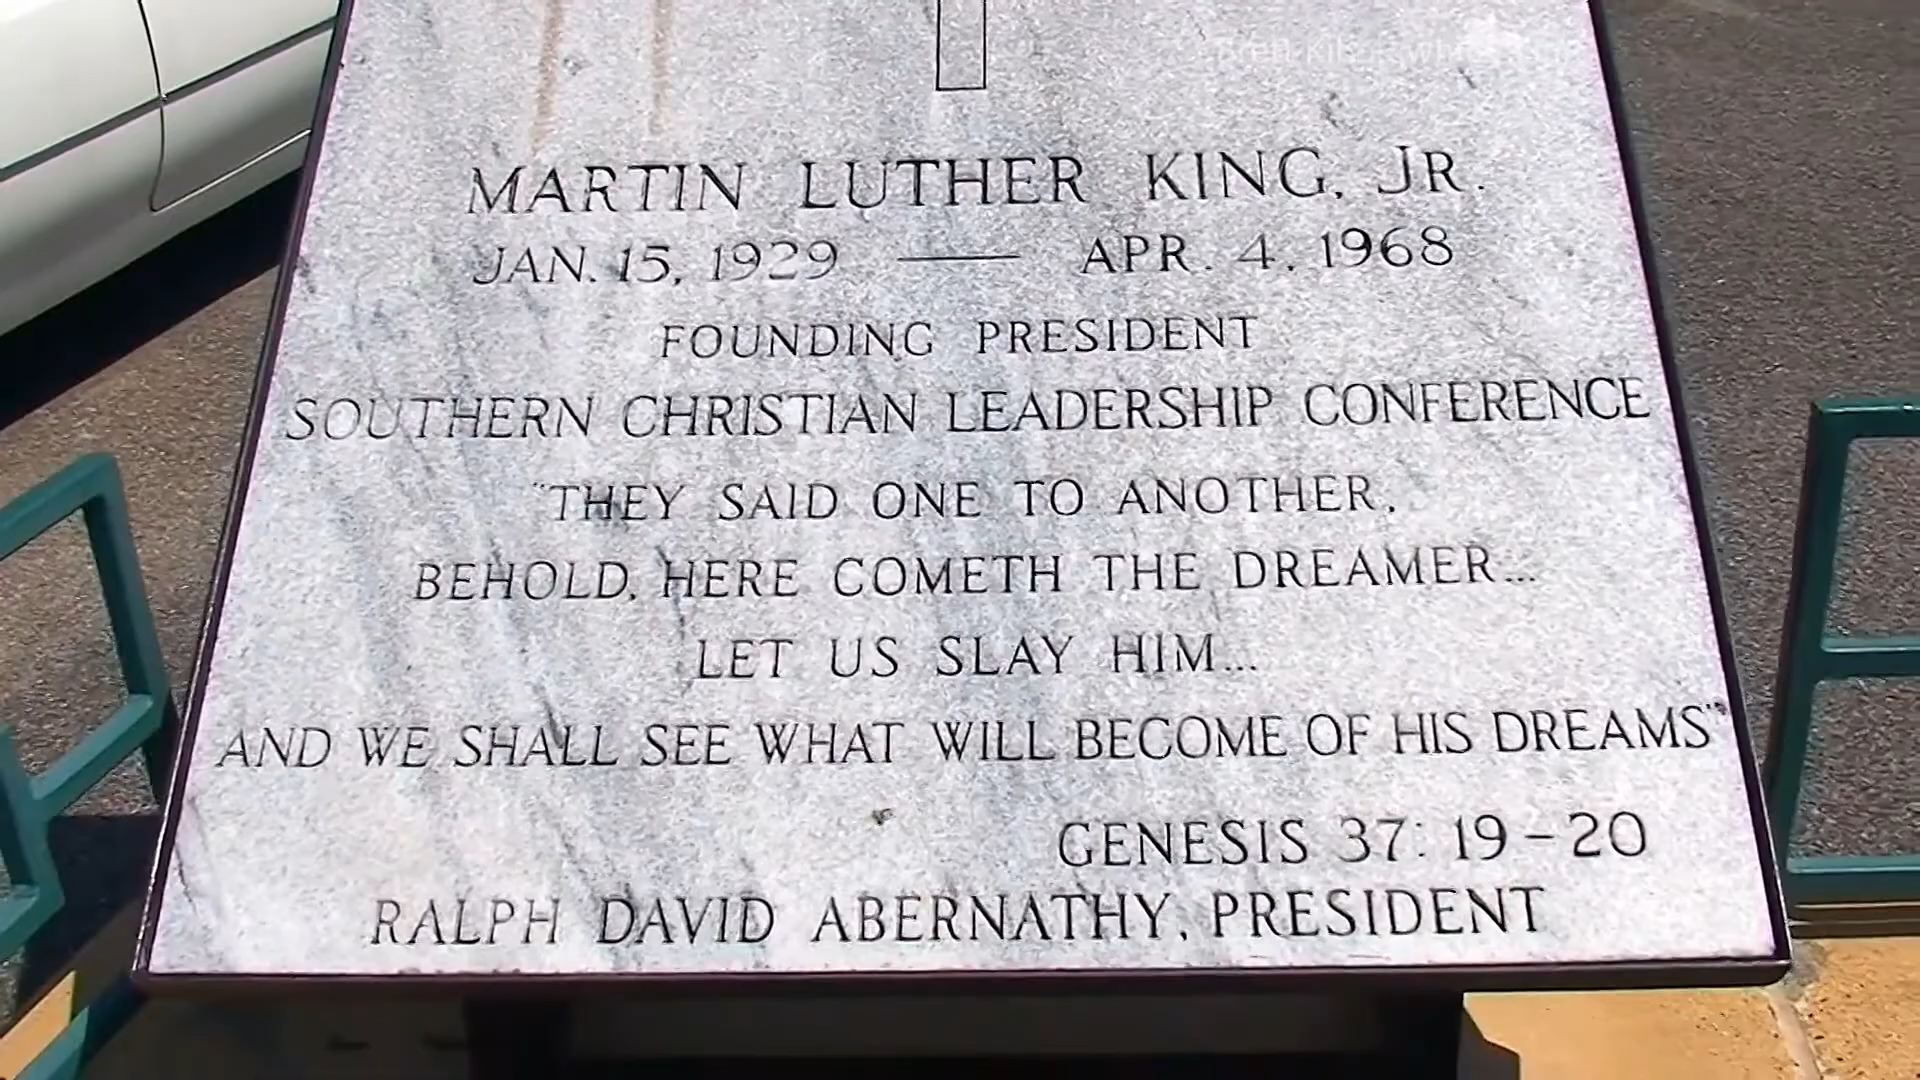 MARTIN LUTHER KING, JR.
JAN. 15, 1929 — APR. 4, 1968
FOUNDING PRESIDENT
SOUTHERN CHRISTIAN LEADERSHIP CONFERENCE
"THEY SAID ONE TO ANOTHER,
BEHOLD, HERE COMETH THE DREAMER...
LET US SLAY HIM...
AND WE SHALL SEE WHAT WILL BECOME OF HIS DREAMS"
GENESIS 37: 19-20
RALPH DAVID ABERNATHY, PRESIDENT